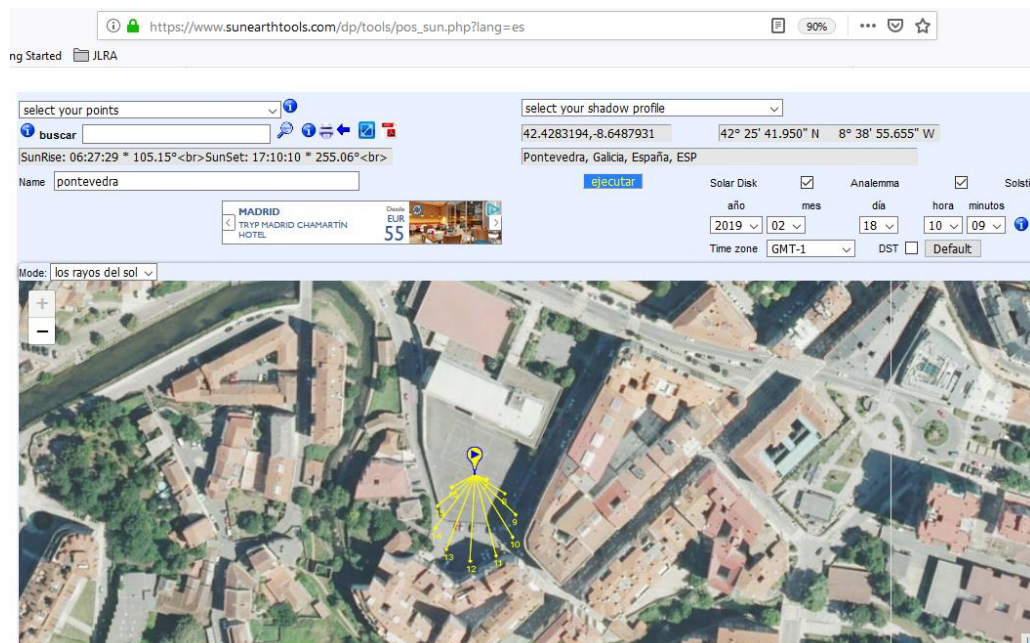 https://www.sunearthtools.com/dp/tools/pos_sun.php?lang=es 90%
ng Started JLRA
select your points select your shadow profile
buscar 42.4283194,-8.6487931 42° 25' 41.950" N 8° 38' 55.655" W
SunRise: 06:27:29 * 105.15°<br>SunSet: 17:10:10 * 255.06°<br> Pontevedra, Galicia, España, ESP
Name pontevedra ejecutar Solar Disk Analemma Solsti
año mes día hora minutos
MADRID Desde
TRYP MADRID CHAMARTÍN EUR
HOTEL 55
2019 02 18 10 09
Time zone GMT-1 DST Default
Mode: los rayos del sol
+
−
9
10
11
12
13
14